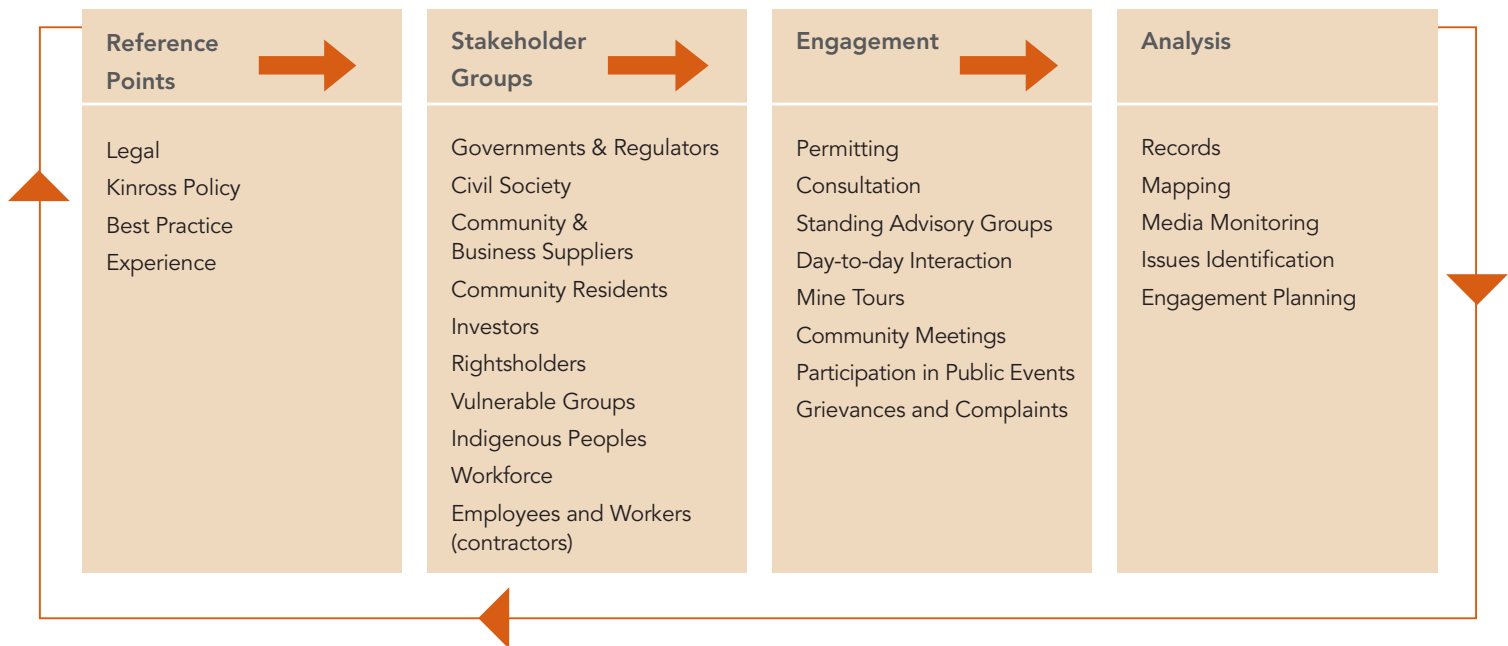 Reference
Points
Legal
Kinross Policy
Best Practice
Experience
Stakeholder
Groups
Governments & Regulators
Civil Society
Community &
Business Suppliers
Community Residents
Investors
Rightsholders
Vulnerable Groups
Indigenous Peoples
Workforce
Employees and Workers
(contractors)
Engagement
Permitting
Consultation
Standing Advisory Groups
Day-to-day Interaction
Mine Tours
Community Meetings
Participation in Public Events
Grievances and Complaints
Analysis
Records
Mapping
Media Monitoring
Issues Identification
Engagement Planning